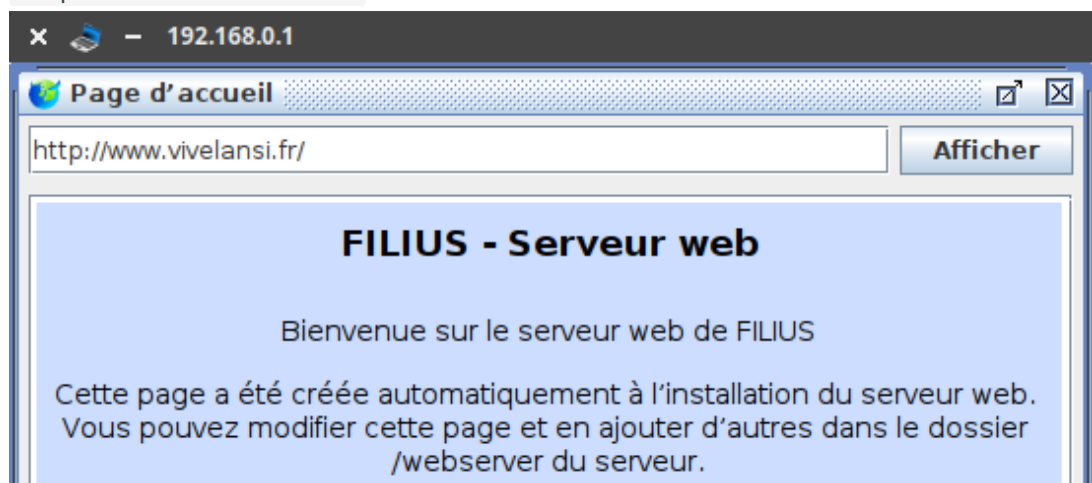 192.168.0.1
Page d'accueil
http://www.vivelansi.fr/
Afficher
FILIUS - Serveur web
Bienvenue sur le serveur web de FILIUS
Cette page a été créée automatiquement à l'installation du serveur web.
Vous pouvez modifier cette page et en ajouter d'autres dans le dossier
/webserver du serveur.